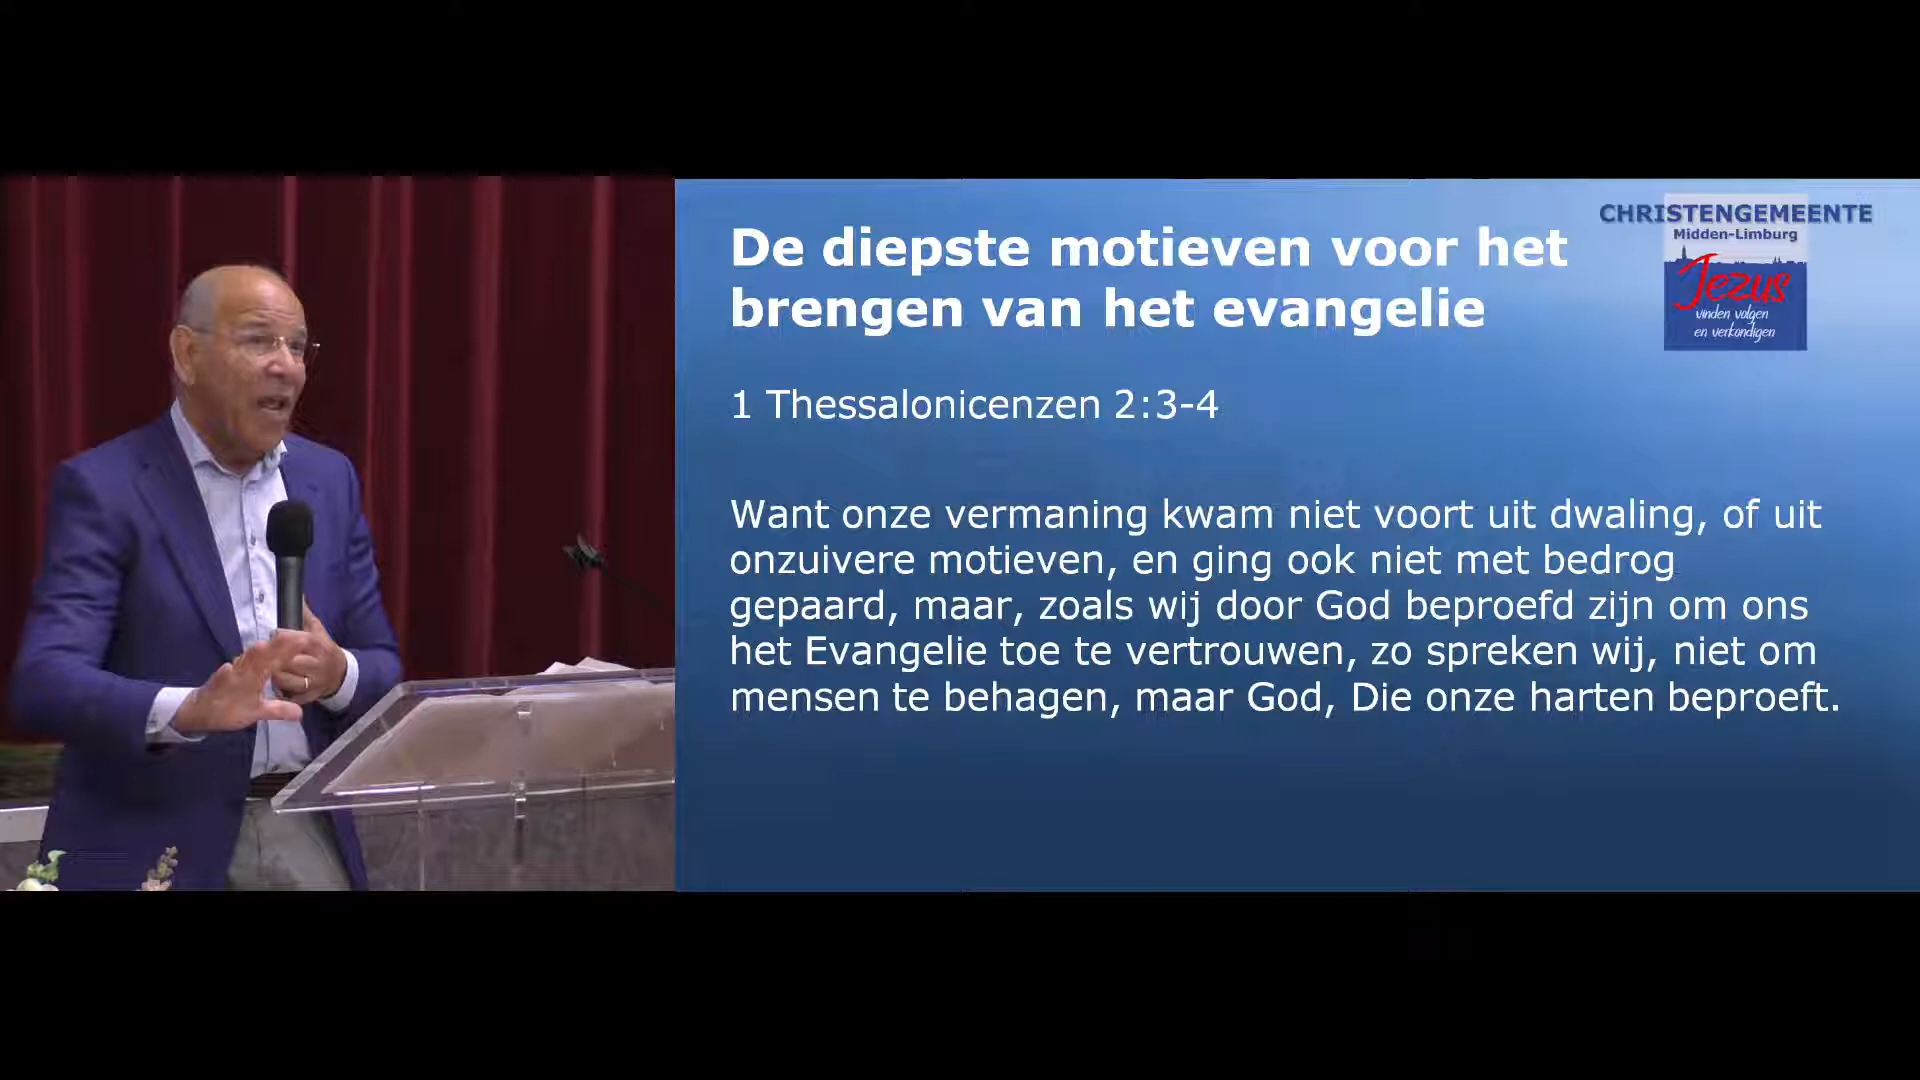 De diepste motieven voor het
brengen van het evangelie
CHRISTENGEMEENTE
Midden-Limburg
Jezus
vinden volgen
en verkondigen
1 Thessalonicenzen 2:3-4
Want onze vermaning kwam niet voort uit dwaling, of uit
onzuivere motieven, en ging ook niet met bedrog
gepaard, maar, zoals wij door God beproefd zijn om ons
het Evangelie toe te vertrouwen, zo spreken wij, niet om
mensen te behagen, maar God, Die onze harten beproeft.